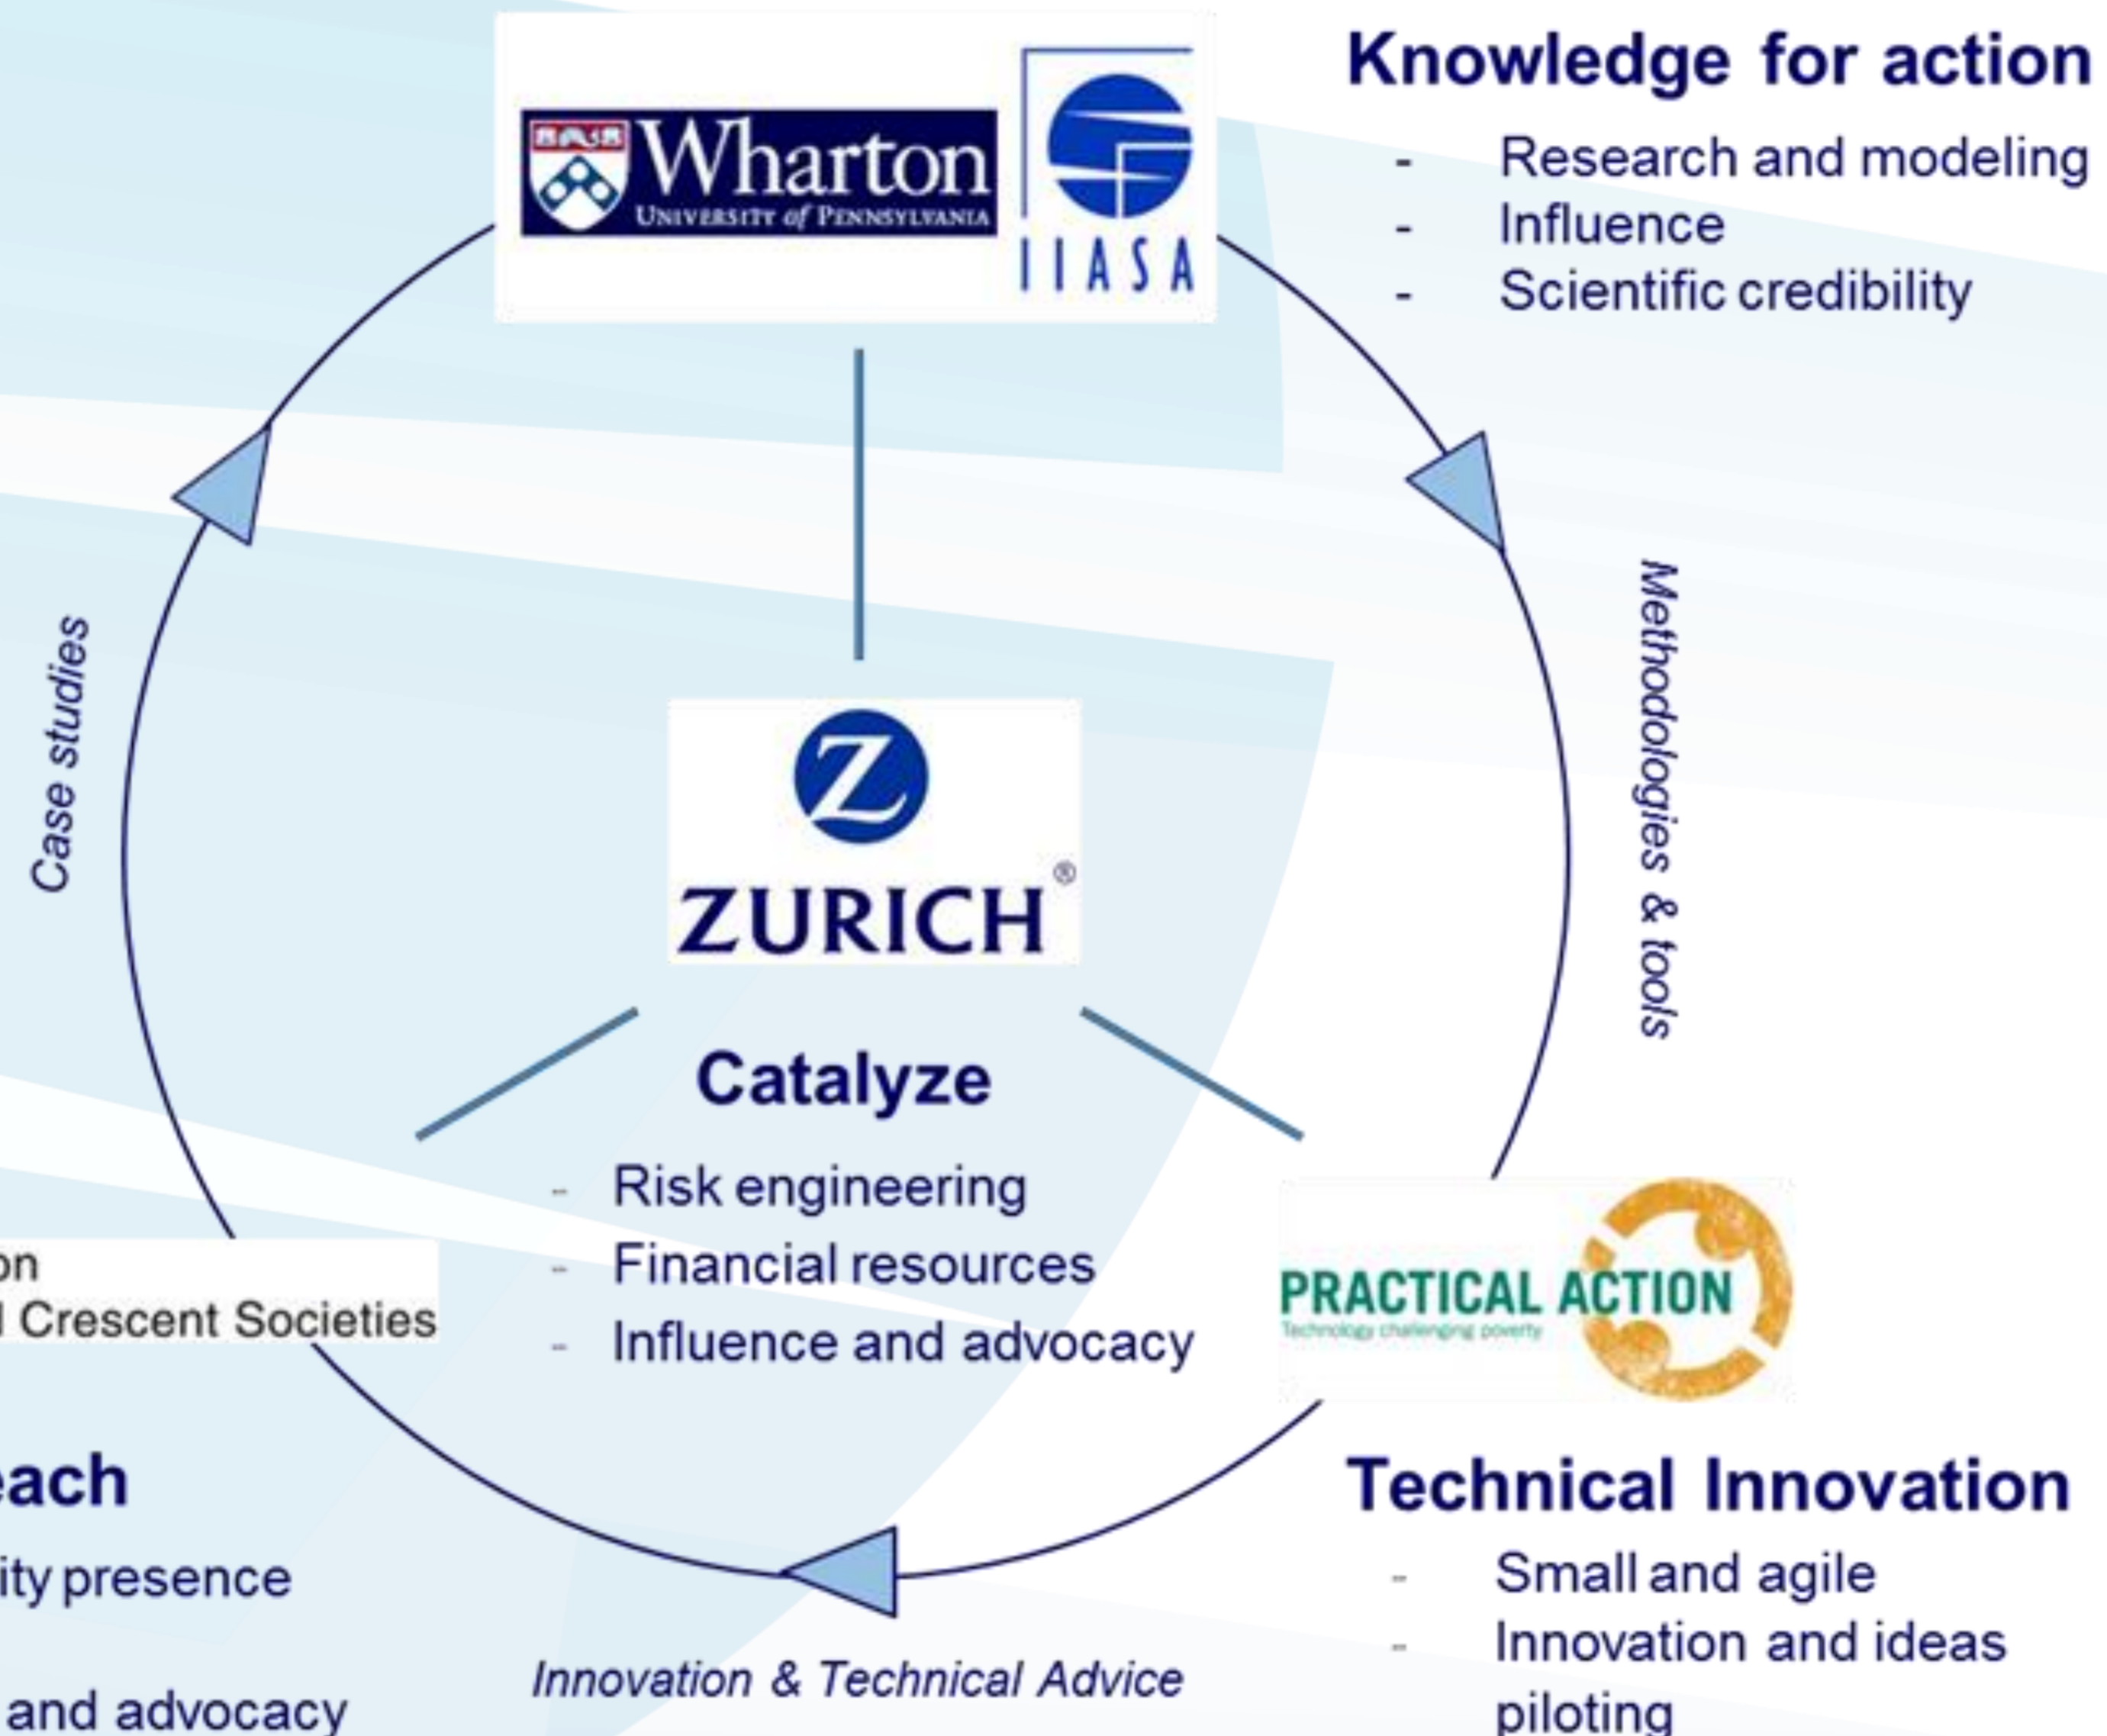 Wharton
UNIVERSITY of PENNSYLVANIA
IIASA
Knowledge for action
- Research and modeling
- Influence
- Scientific credibility
Case studies
Methodologies & tools
Z
ZURICH®
Catalyze
- Risk engineering
- Financial resources
- Influence and advocacy
on
Crescent Societies
PRACTICAL ACTION
Technology challenging poverty
each
ity presence
and advocacy
Innovation & Technical Advice
Technical Innovation
- Small and agile
- Innovation and ideas
piloting